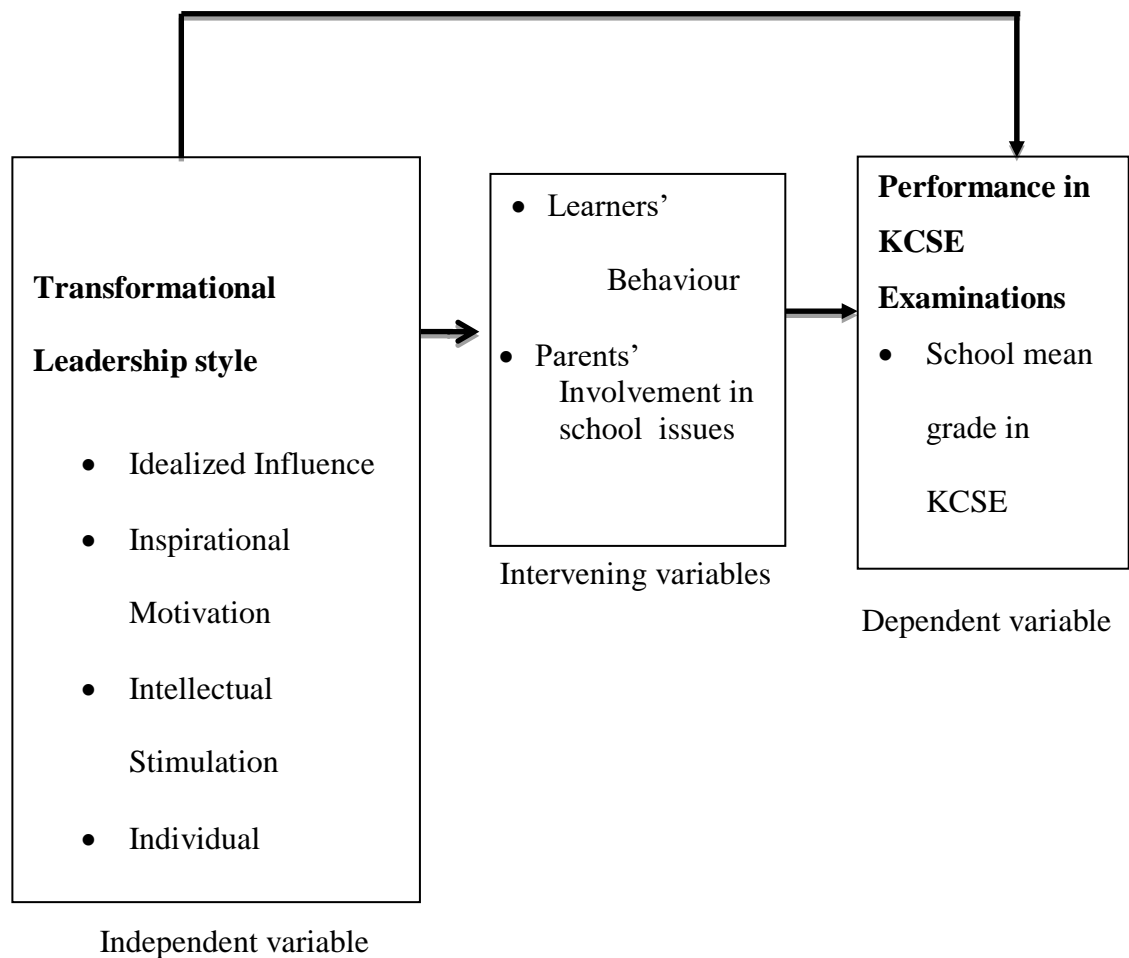 Transformational
Leadership style
• Idealized Influence
• Inspirational
Motivation
• Intellectual
Stimulation
• Individual
Independent variable
• Learners’
Behaviour
• Parents’
Involvement in
school issues
Intervening variables
Performance in
KCSE
Examinations
• School mean
grade in
KCSE
Dependent variable